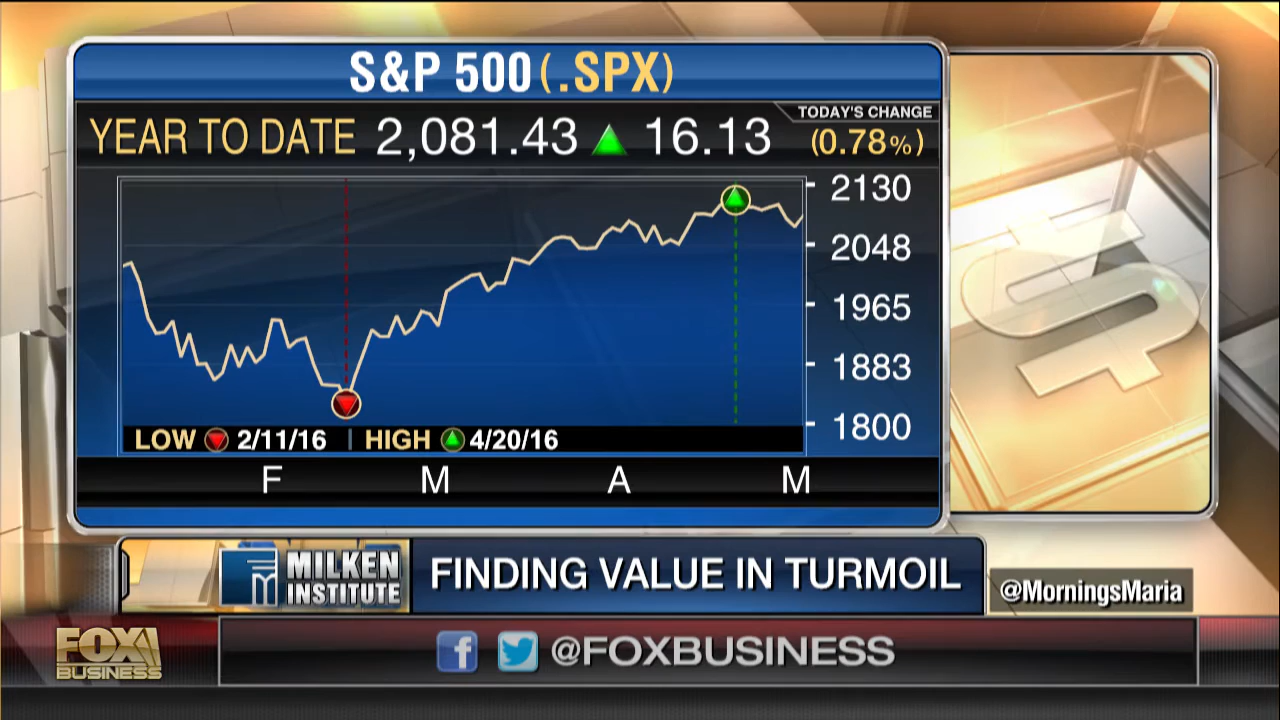 S&P 500 (.SPX)
TODAY'S CHANGE
YEAR TO DATE 2,081.43 ▲ 16.13 (0.78%)
2130
2048
1965
1883
1800
LOW ▼ 2/11/16 | HIGH ▲ 4/20/16
F M A M
MILKEN
INSTITUTE
FINDING VALUE IN TURMOIL
@MorningsMaria
FOX
BUSINESS
@FOXBUSINESS